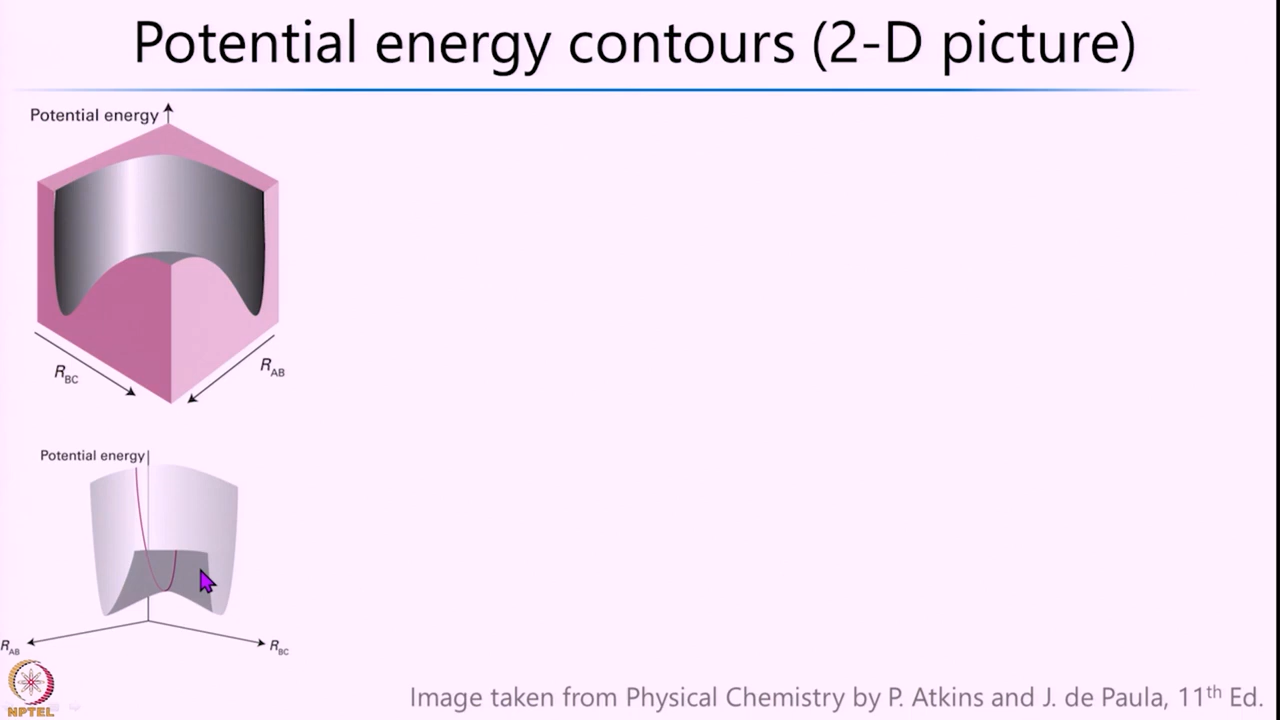 Potential energy contours (2-D picture)
Potential energy
R_BC
R_AB
Potential energy
R_AB
R_BC
NPTEL
Image taken from Physical Chemistry by P. Atkins and J. de Paula, 11th Ed.